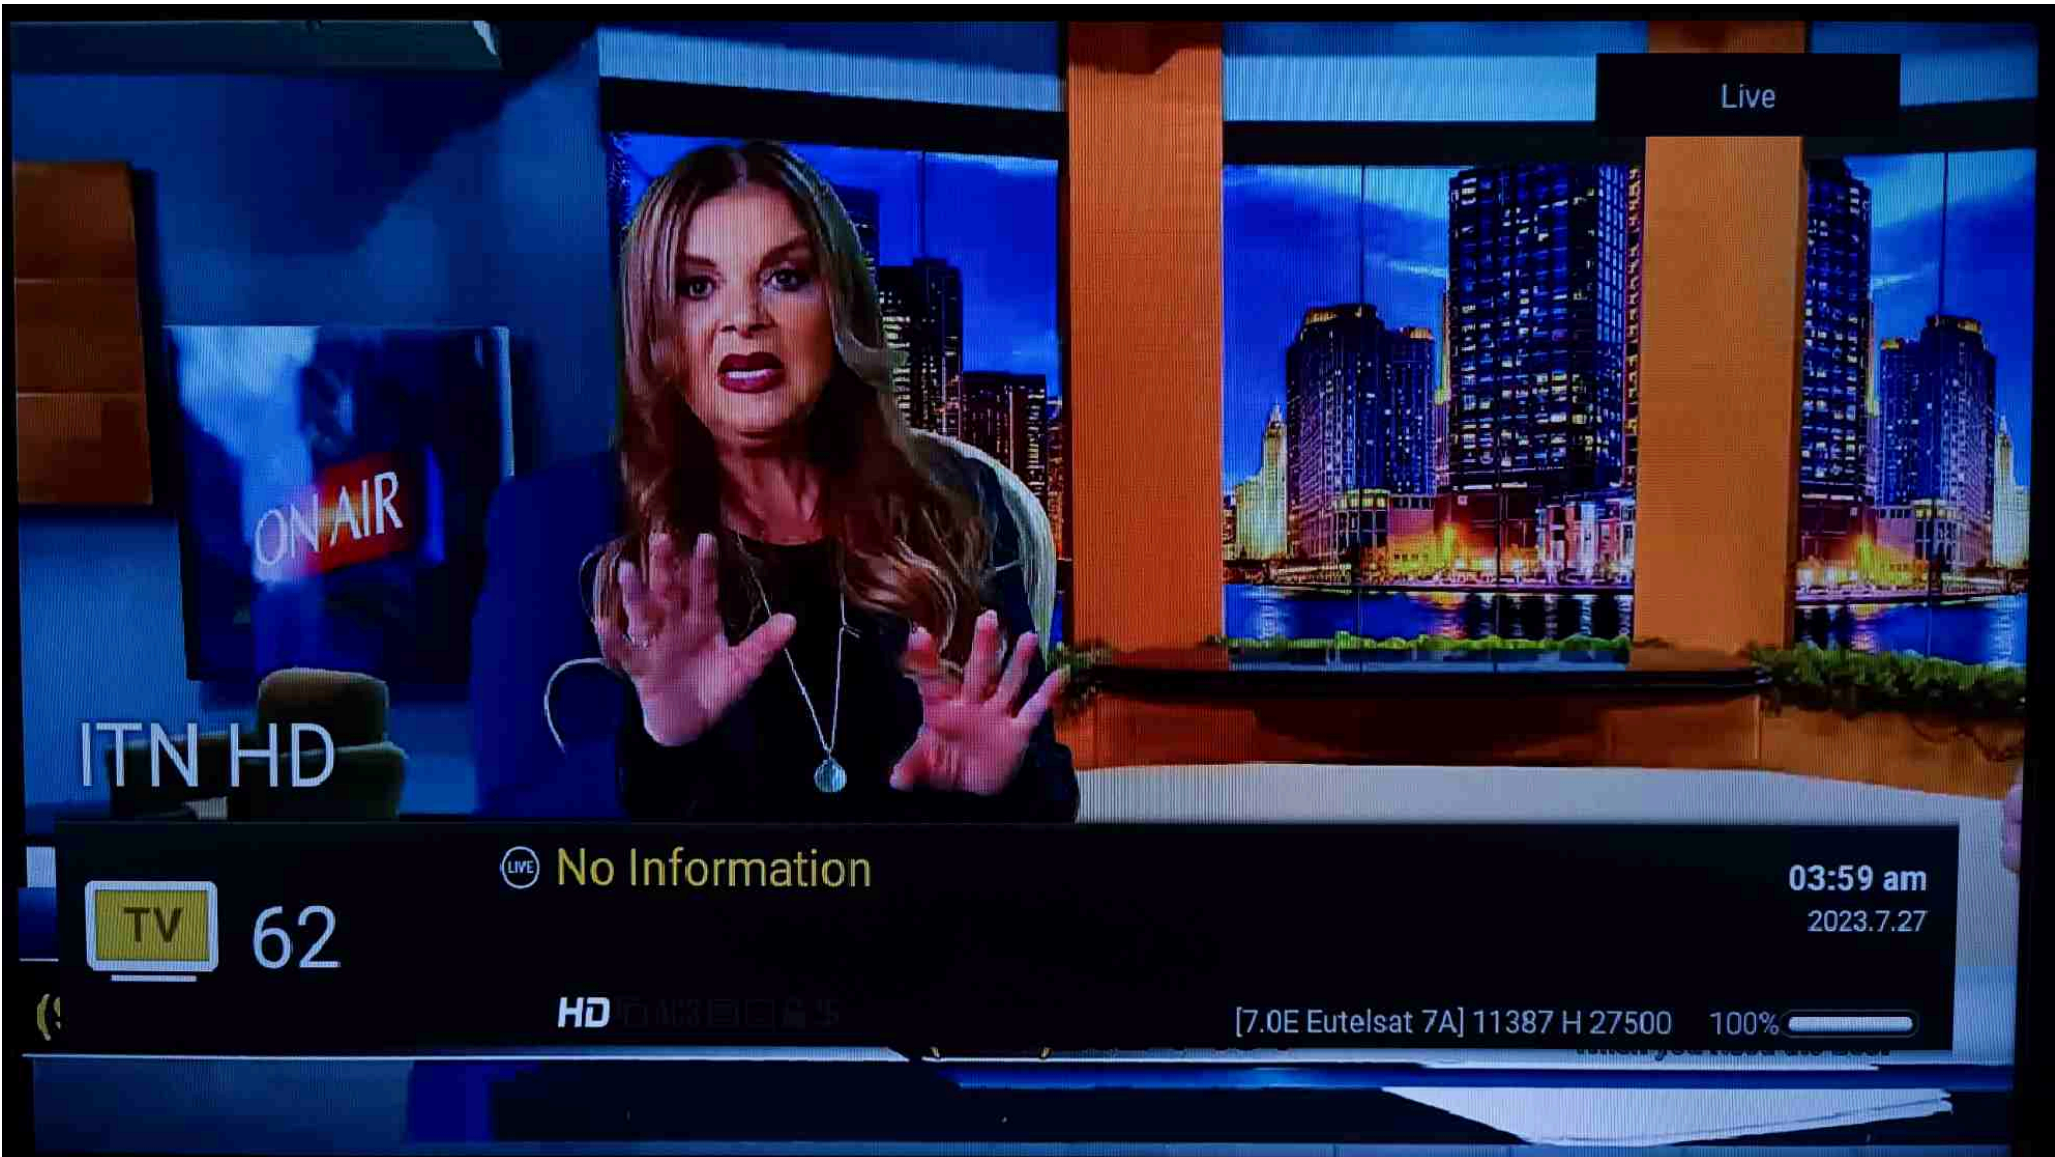 Live
ON AIR
ITN HD
LIVE No Information
03:59 am
2023.7.27
TV 62
HD
[7.0E Eutelsat 7A] 11387 H 27500 100%